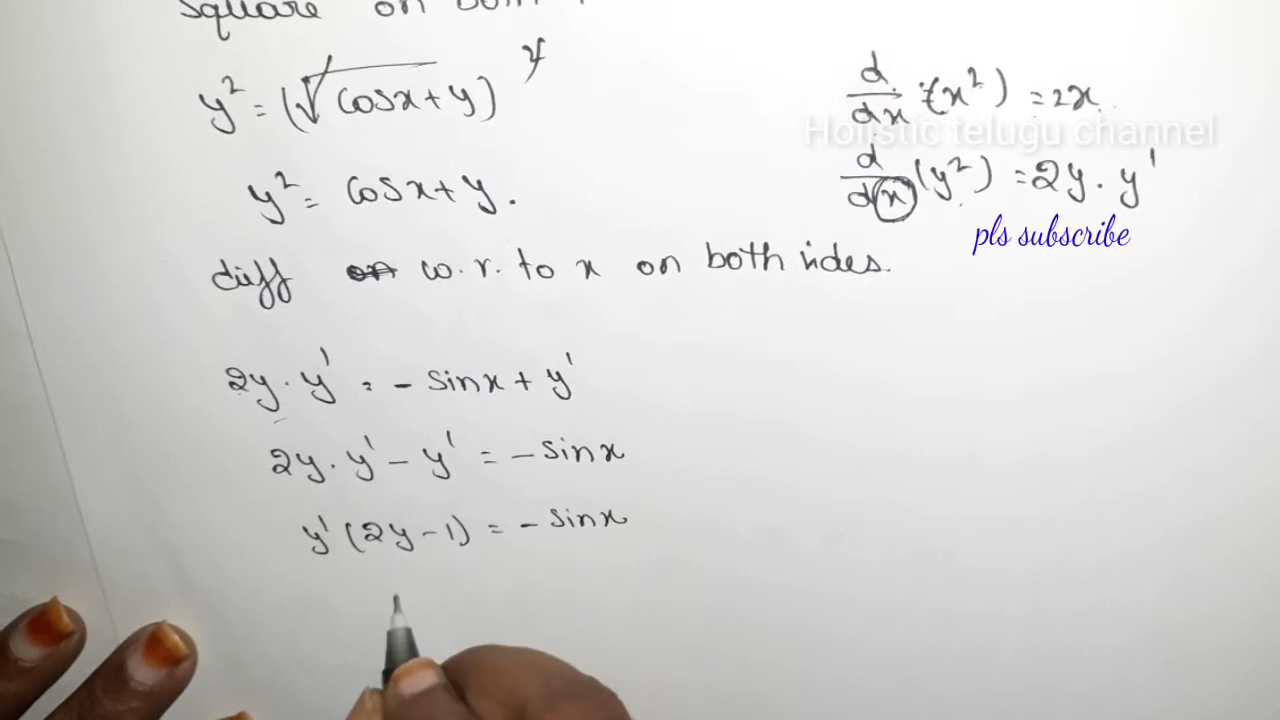 square on both
y² = (√cosx+y)²
y² = cosx+y.
diff w.r. to x on both sides.
2y.y' = - sinx + y'
2y.y' - y' = - sinx
y'(2y-1) = - sinx
d/dx (x²) = 2x
Holistic telugu channel
d/dx (y²) = 2y. y'
pls subscribe